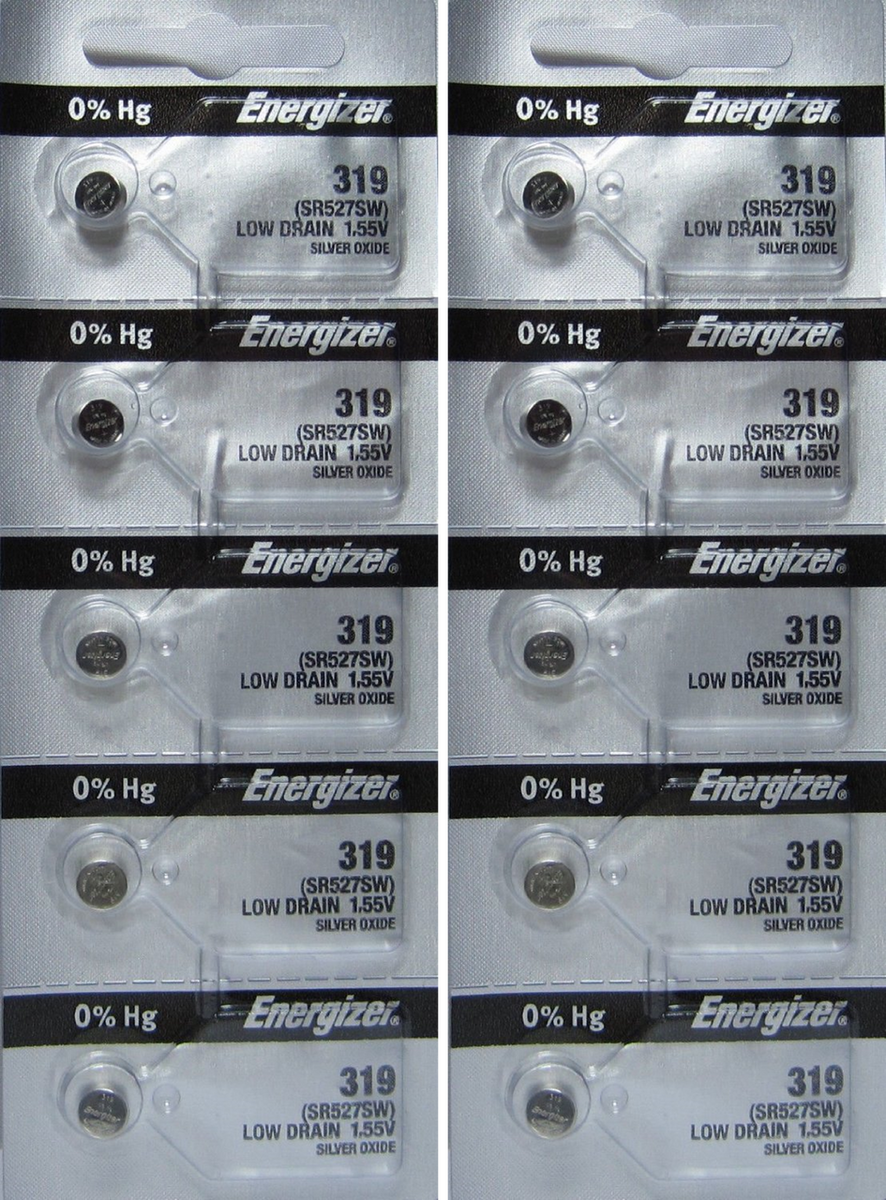 0% Hg Energizer®
319
(SR527SW)
LOW DRAIN 1.55V
SILVER OXIDE
0% Hg Energizer®
319
(SR527SW)
LOW DRAIN 1.55V
SILVER OXIDE
0% Hg Energizer®
319
(SR527SW)
LOW DRAIN 1.55V
SILVER OXIDE
0% Hg Energizer®
319
(SR527SW)
LOW DRAIN 1.55V
SILVER OXIDE
0% Hg Energizer®
319
(SR527SW)
LOW DRAIN 1.55V
SILVER OXIDE
0% Hg Energizer®
319
(SR527SW)
LOW DRAIN 1.55V
SILVER OXIDE
0% Hg Energizer®
319
(SR527SW)
LOW DRAIN 1.55V
SILVER OXIDE
0% Hg Energizer®
319
(SR527SW)
LOW DRAIN 1.55V
SILVER OXIDE
0% Hg Energizer®
319
(SR527SW)
LOW DRAIN 1.55V
SILVER OXIDE
0% Hg Energizer®
319
(SR527SW)
LOW DRAIN 1.55V
SILVER OXIDE